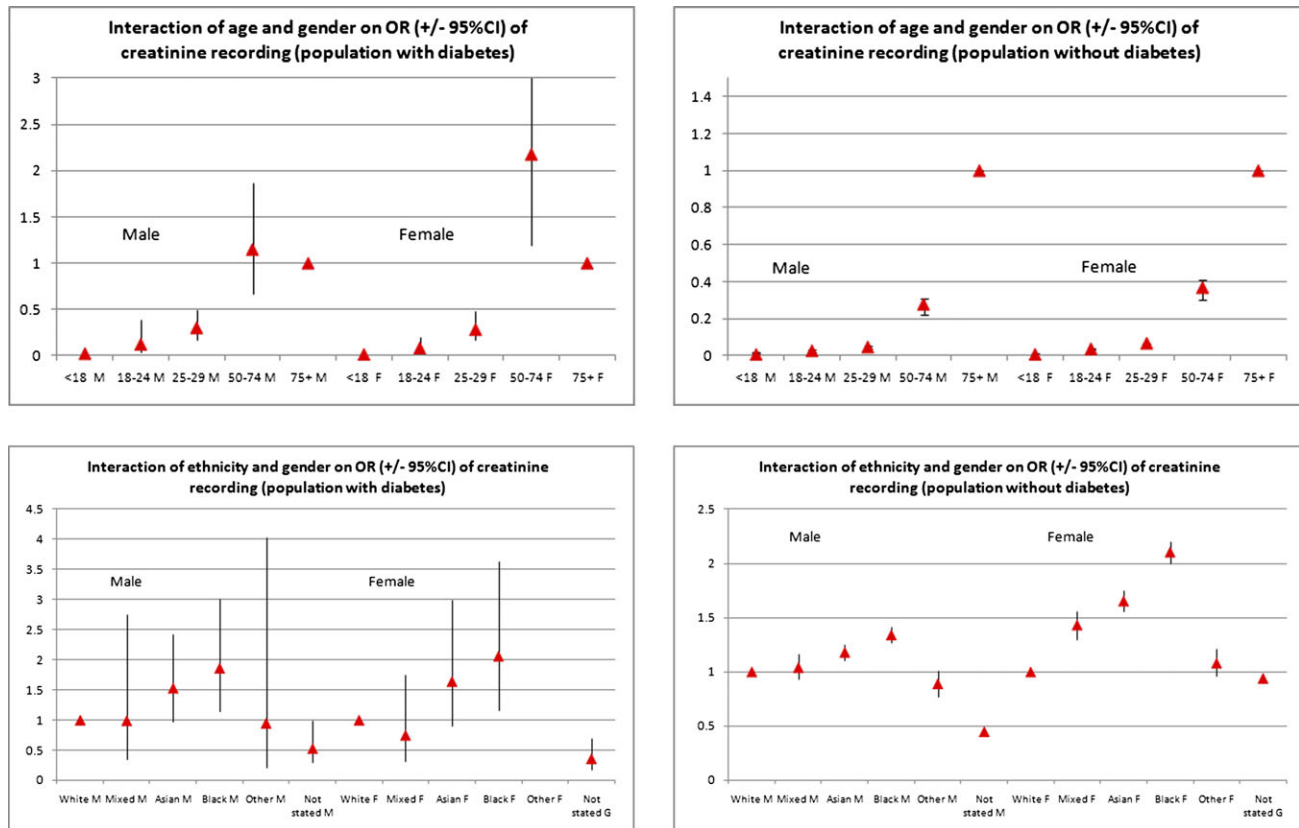 Interaction of age and gender on OR (+/- 95%CI) of
creatinine recording (population with diabetes)
3
2.5
2
1.5
1
0.5
0
Male
Female
<18 M 18-24 M 25-29 M 50-74 M 75+ M <18 F 18-24 F 25-29 F 50-74 F 75+ F
Interaction of age and gender on OR (+/- 95%CI) of
creatinine recording (population without diabetes)
1.4
1.2
1
0.8
0.6
0.4
0.2
0
Male
Female
<18 M 18-24 M 25-29 M 50-74 M 75+ M <18 F 18-24 F 25-29 F 50-74 F 75+ F
Interaction of ethnicity and gender on OR (+/- 95%CI) of creatinine
recording (population with diabetes)
4.5
4
3.5
3
2.5
2
1.5
1
0.5
0
Male
Female
White M Mixed M Asian M Black M Other M Not White F Mixed F Asian F Black F Other F Not
stated M stated G
Interaction of ethnicity and gender on OR (+/- 95%CI) of creatinine
recording (population without diabetes)
2.5
2
1.5
1
0.5
0
Male
Female
White M Mixed M Asian M Black M Other M Not White F Mixed F Asian F Black F Other F Not
stated M stated G